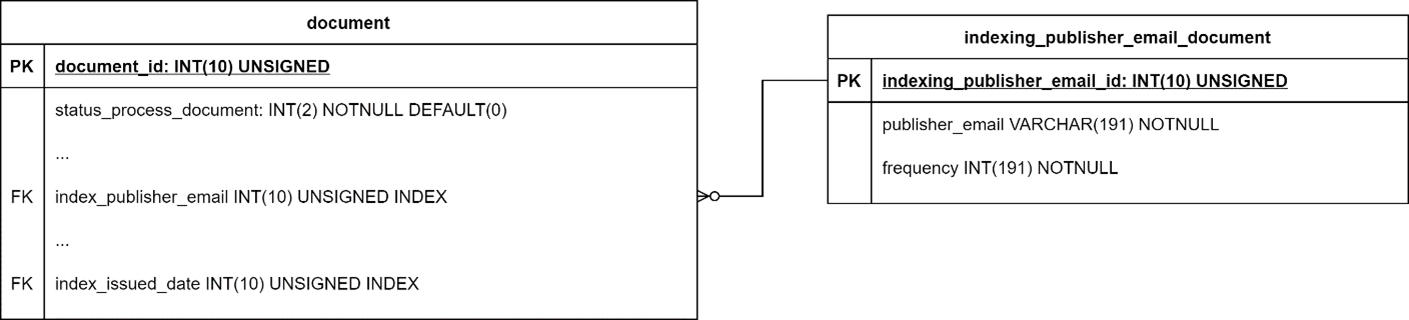 document
PK document_id: INT(10) UNSIGNED
status_process_document: INT(2) NOTNULL DEFAULT(0)
...
FK index_publisher_email INT(10) UNSIGNED INDEX
...
FK index_issued_date INT(10) UNSIGNED INDEX
indexing_publisher_email_document
PK indexing_publisher_email_id: INT(10) UNSIGNED
publisher_email VARCHAR(191) NOTNULL
frequency INT(191) NOTNULL